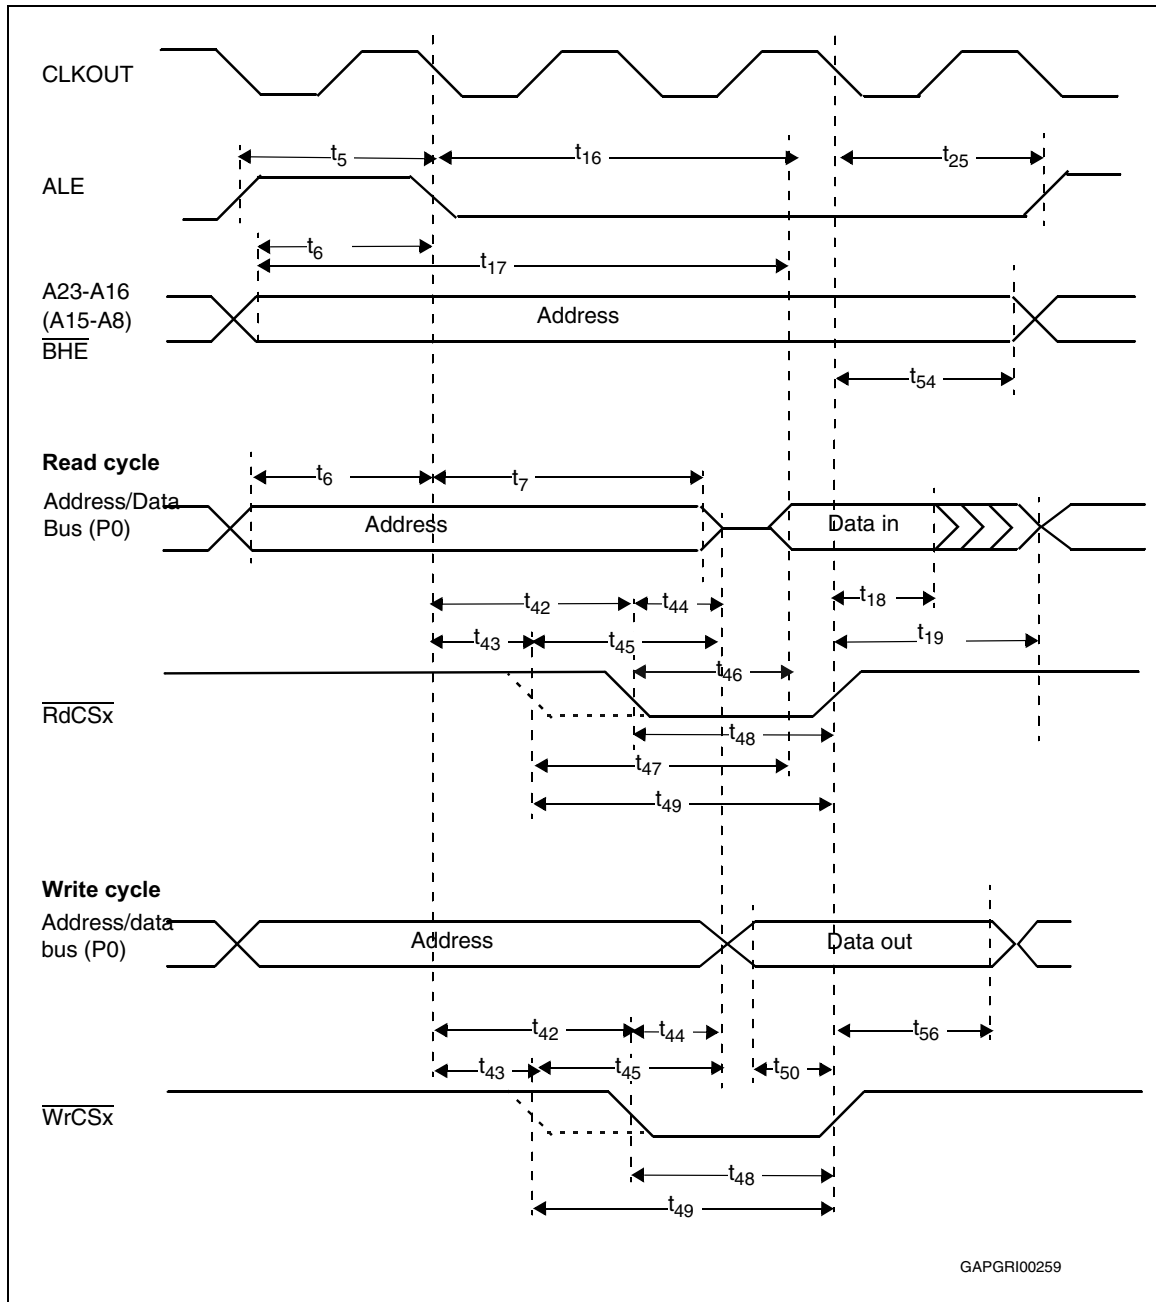 CLKOUT
t5
t16
t25
ALE
t6
t17
A23-A16
(A15-A8)
BHE
Address
t54
Read cycle
t6
t7
Address/Data
Bus (P0)
Address
Data in
t42
t44
t18
t43
t45
t19
t46
RdCSx
t48
t47
t49
Write cycle
Address/data
bus (P0)
Address
Data out
t42
t44
t56
t43
t45
t50
WrCSx
t48
t49
GAPGRI00259